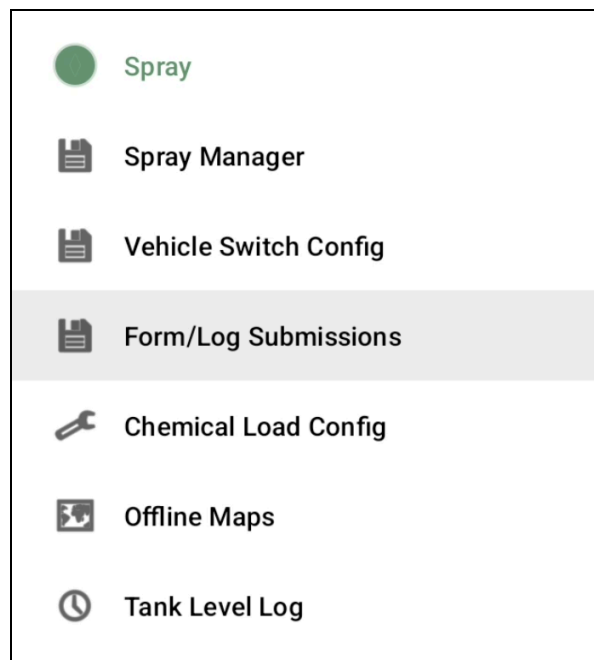 Spray
Spray Manager
Vehicle Switch Config
Form/Log Submissions
Chemical Load Config
Offline Maps
Tank Level Log